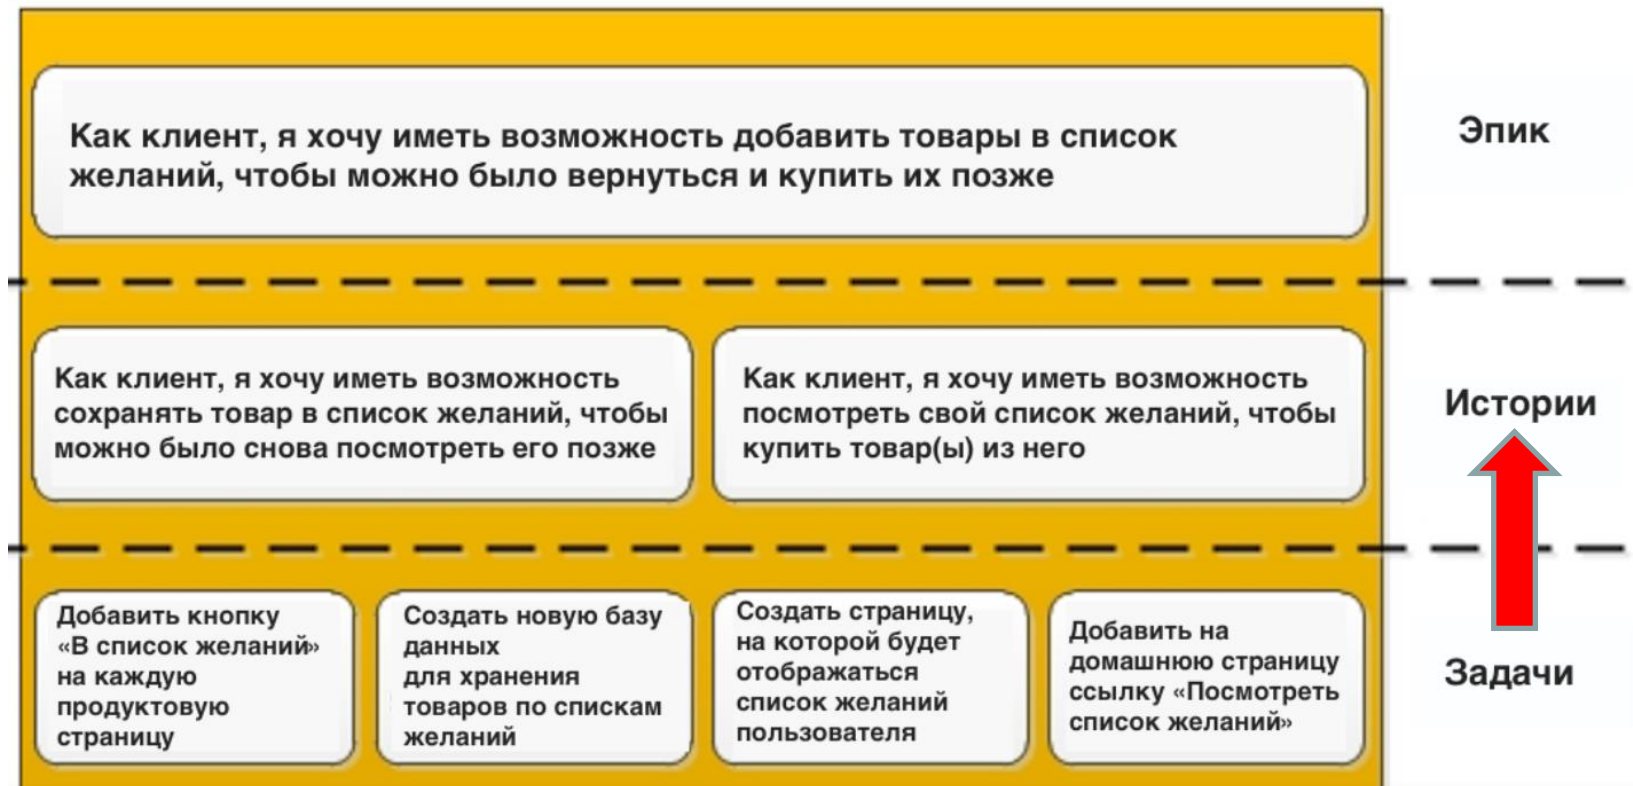 Как клиент, я хочу иметь возможность добавить товары в список
желаний, чтобы можно было вернуться и купить их позже
Эпик
Как клиент, я хочу иметь возможность
сохранять товар в список желаний, чтобы
можно было снова посмотреть его позже
Как клиент, я хочу иметь возможность
посмотреть свой список желаний, чтобы
купить товар(ы) из него
Истории
Добавить кнопку
«В список желаний»
на каждую
продуктовую
страницу
Создать новую базу
данных
для хранения
товаров по спискам
желаний
Создать страницу,
на которой будет
отображаться
список желаний
пользователя
Добавить на
домашнюю страницу
ссылку «Посмотреть
список желаний»
Задачи